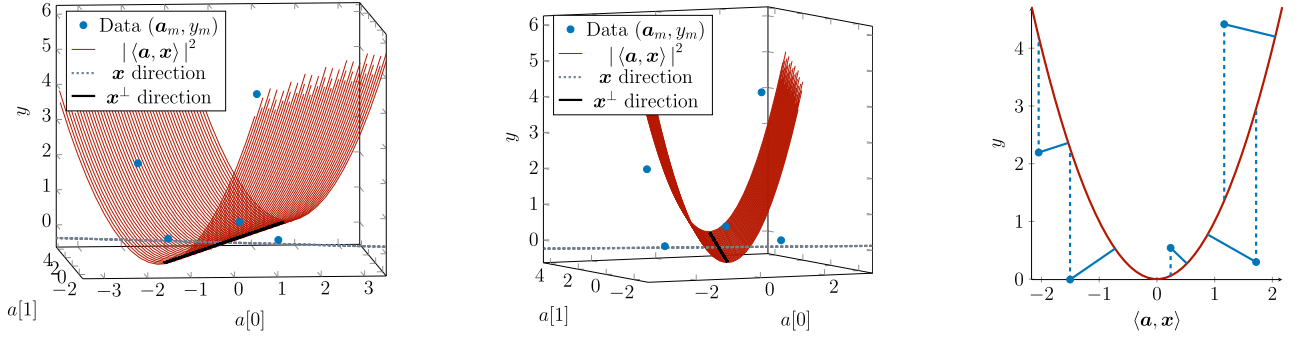 6
5
4
3
2
1
0
y
Data (a_m, y_m)
| ⟨a, x⟩ |^2
x direction
x^⊥ direction
4
2
0
−2
a[1]
−3
−2
−1
0
1
2
3
a[0]
6
5
4
3
2
1
0
y
Data (a_m, y_m)
| ⟨a, x⟩ |^2
x direction
x^⊥ direction
4
2
0
−2
a[1]
−2
0
2
a[0]
4
3
2
1
0
y
−2
−1
0
1
2
⟨a, x⟩